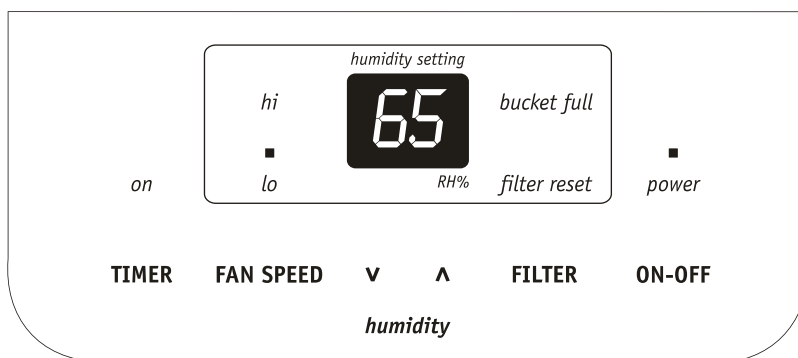 humidity setting
hi 65 bucket full
on lo RH% filter reset power
TIMER FAN SPEED ∨ ∧ FILTER ON-OFF
humidity